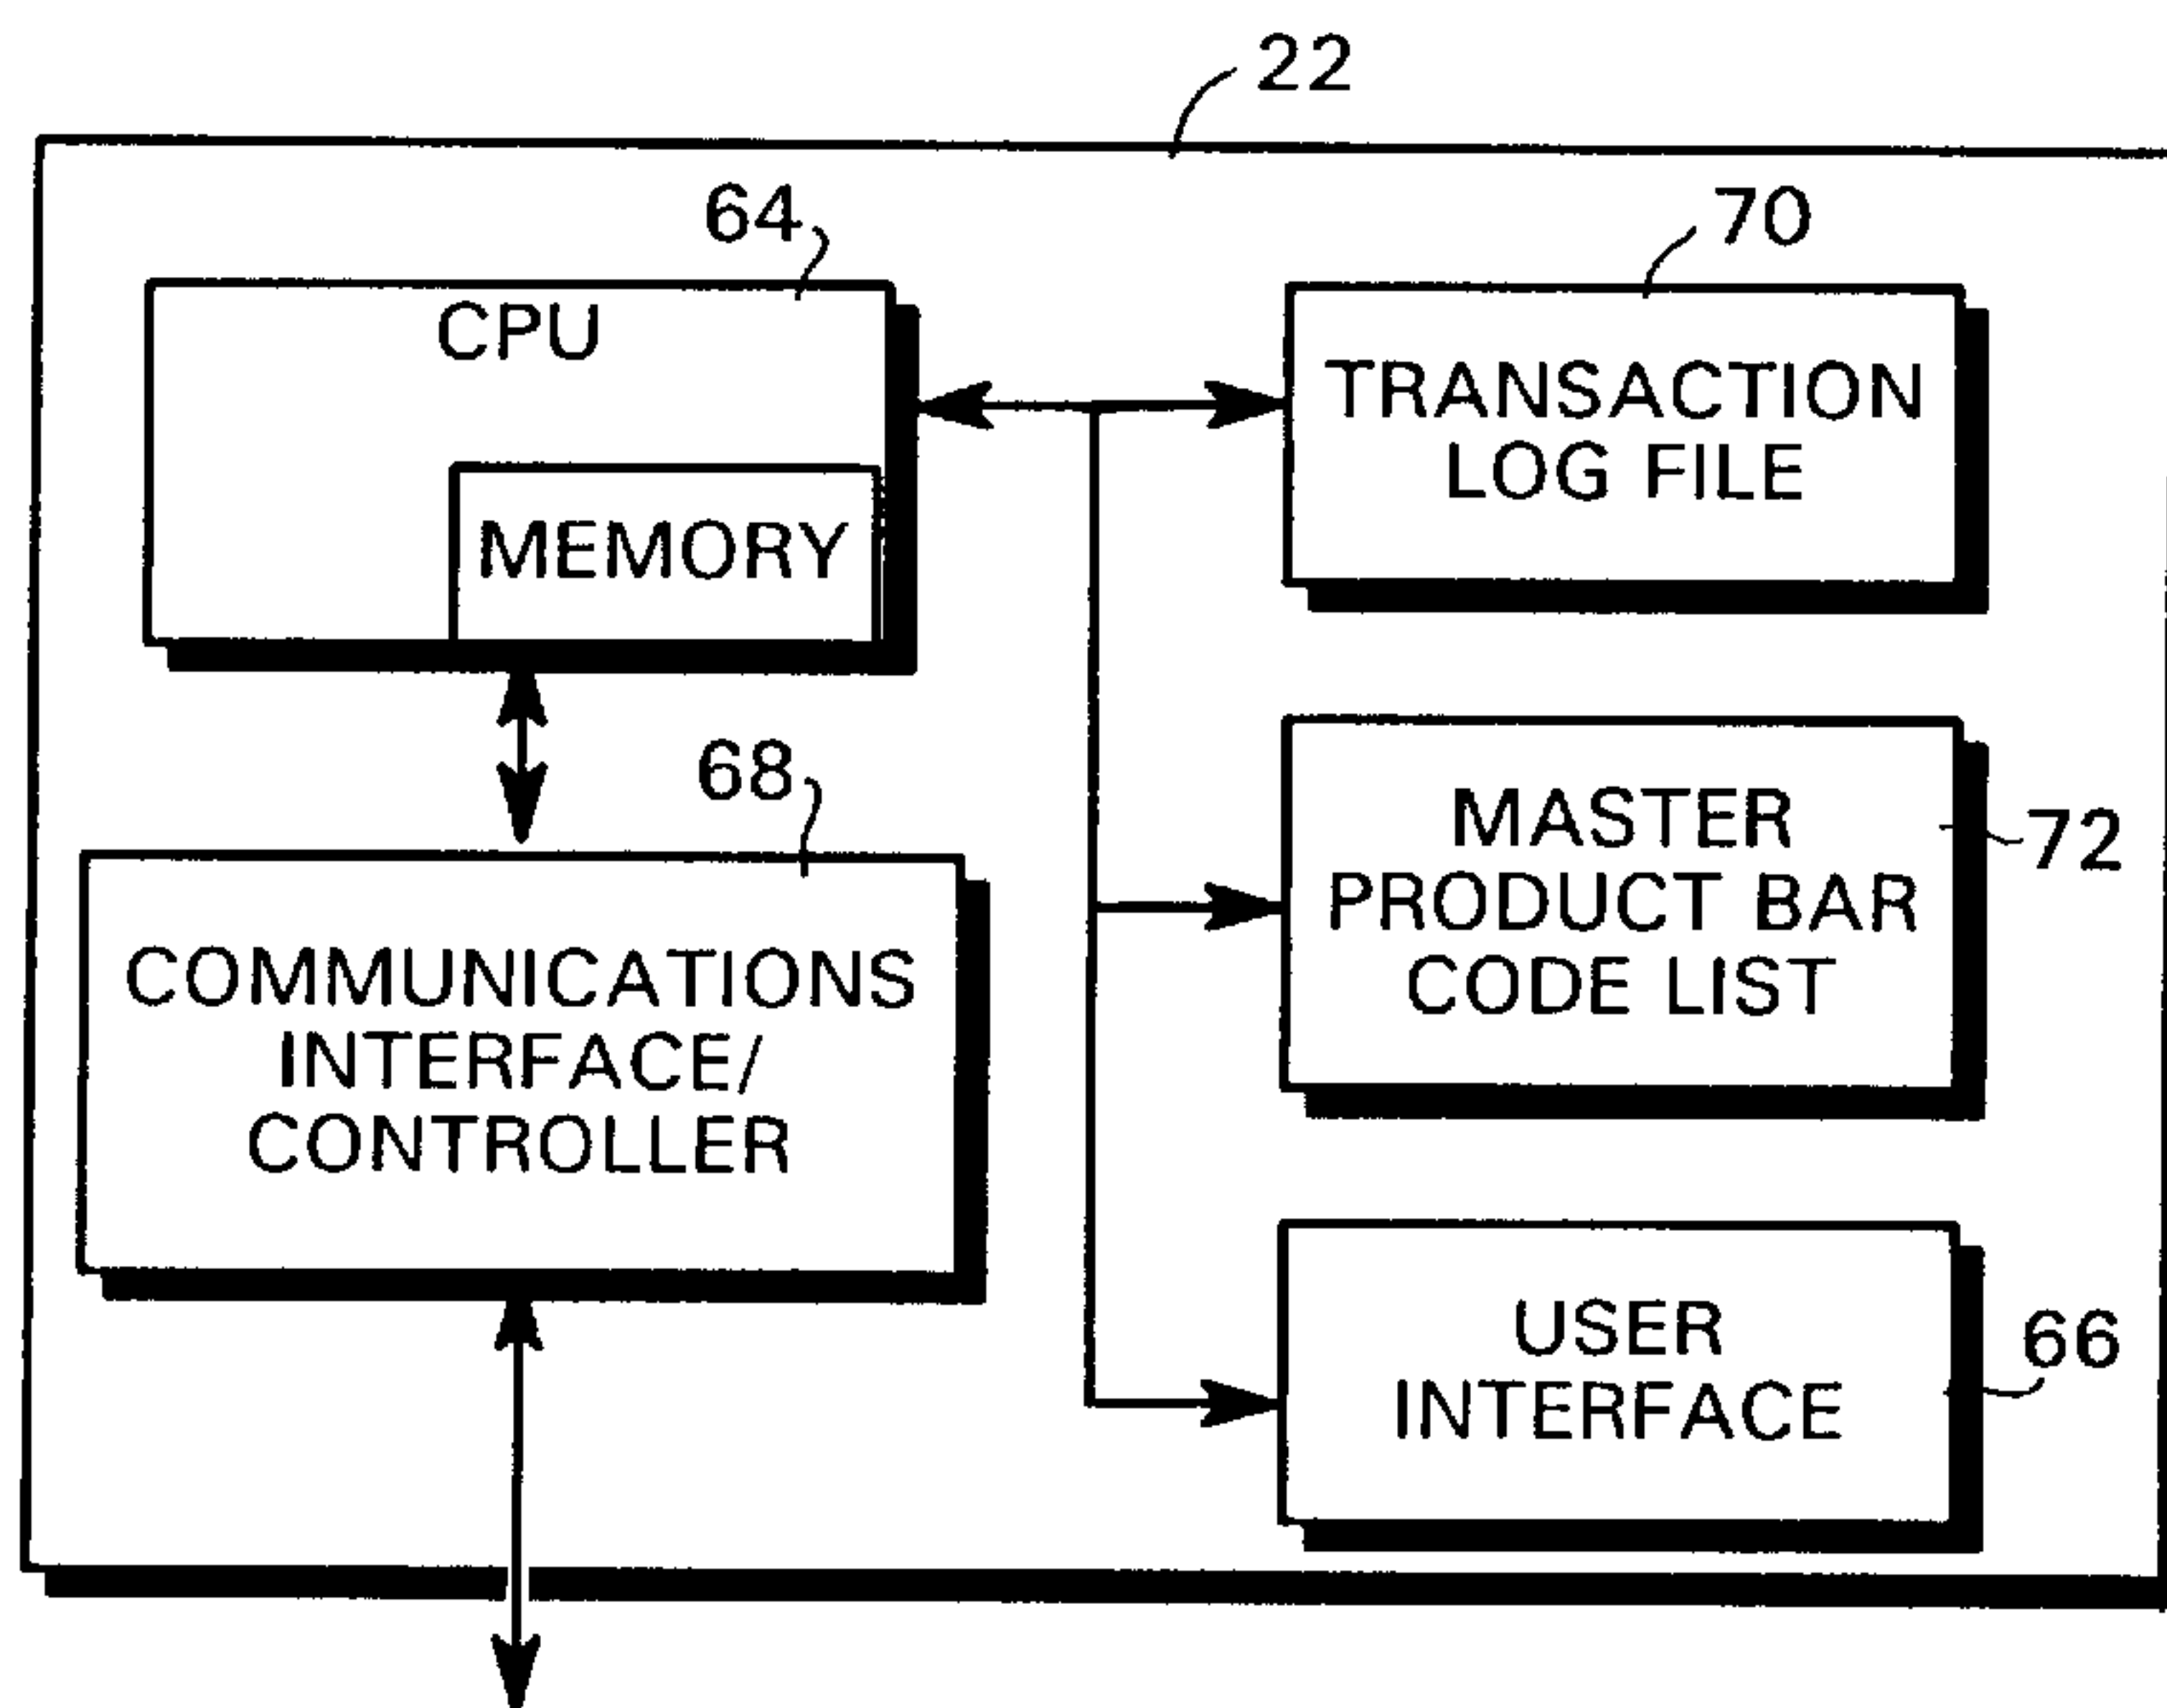 22
64
CPU
MEMORY
70
TRANSACTION
LOG FILE
68
COMMUNICATIONS
INTERFACE/
CONTROLLER
MASTER
PRODUCT BAR
CODE LIST
72
USER
INTERFACE
66